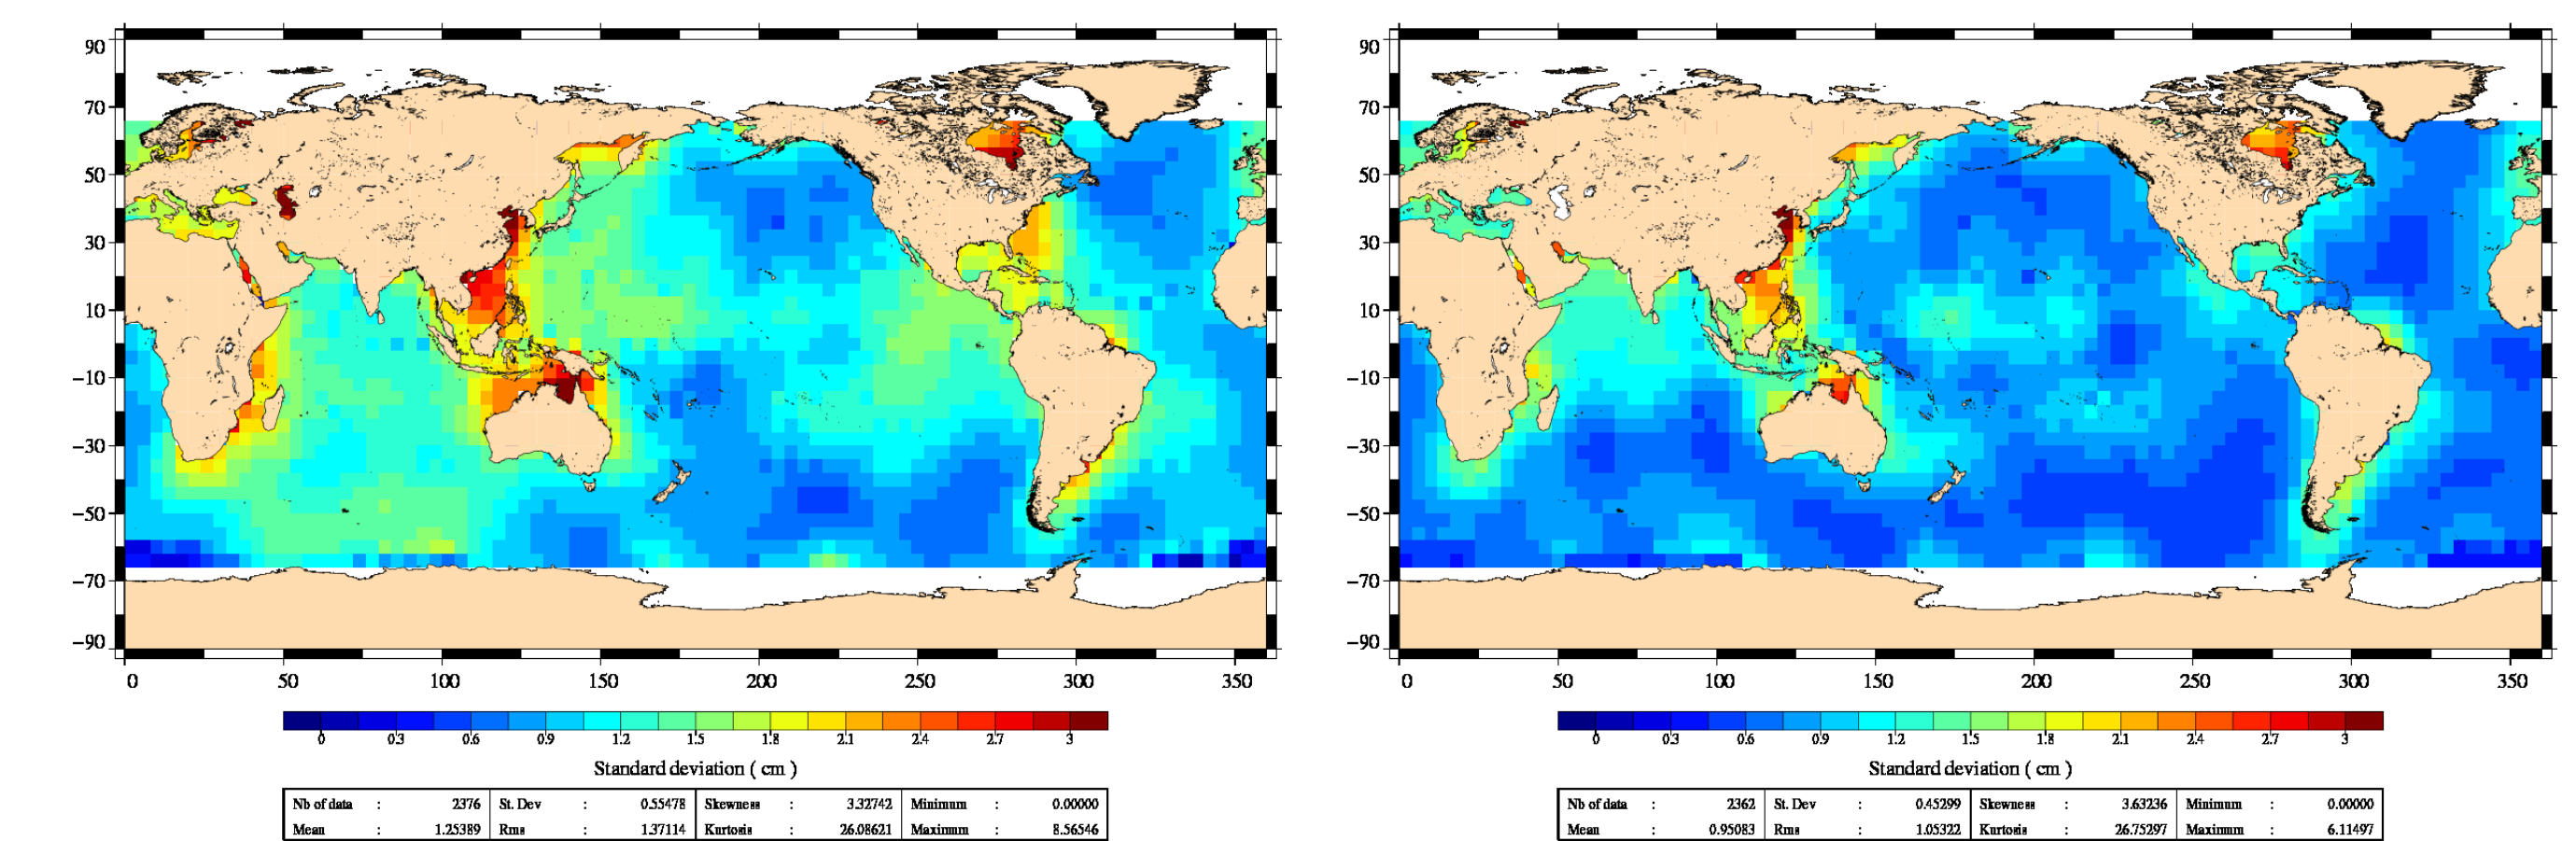 90
70
50
30
10
−10
−30
−50
−70
−90
0 50 100 150 200 250 300 350
0 0.3 0.6 0.9 1.2 1.5 1.8 2.1 2.4 2.7 3
Standard deviation ( cm )
Nb of data : 2376 St. Dev : 0.55478 Skewness : 3.32742 Minimum : 0.00000
Mean : 1.25389 Rms : 1.37114 Kurtosis : 26.08621 Maximum : 8.56546
90
70
50
30
10
−10
−30
−50
−70
−90
0 50 100 150 200 250 300 350
0 0.3 0.6 0.9 1.2 1.5 1.8 2.1 2.4 2.7 3
Standard deviation ( cm )
Nb of data : 2362 St. Dev : 0.45299 Skewness : 3.63236 Minimum : 0.00000
Mean : 0.95083 Rms : 1.05322 Kurtosis : 26.75297 Maximum : 6.11497